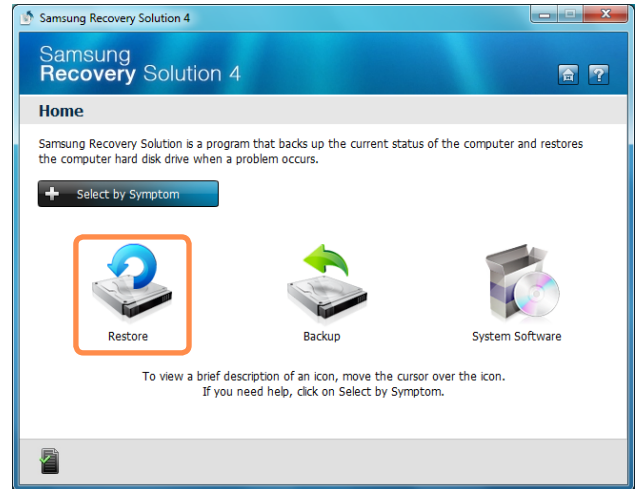 Samsung Recovery Solution 4
Samsung
Recovery Solution 4
?
Home
Samsung Recovery Solution is a program that backs up the current status of the computer and restores
the computer hard disk drive when a problem occurs.
Select by Symptom
Restore
Backup
System Software
To view a brief description of an icon, move the cursor over the icon.
If you need help, click on Select by Symptom.